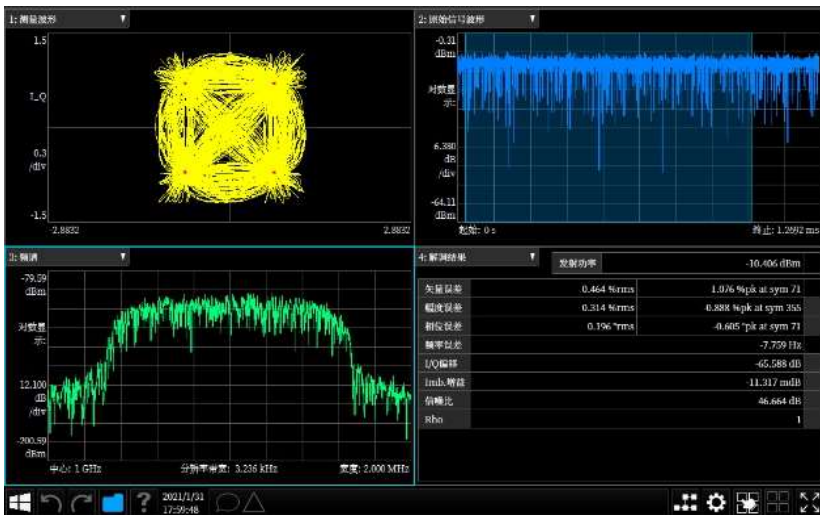 1: 测量波形
1.5
I_Q
0.3
/div
-1.5
-2.8832
2.8832
2: 原始信号波形
-0.31
dBm
对数显
示:
6.380
dB
/div
-64.11
dBm
起始: 0 s
终止: 1.2692 ms
3: 频谱
-79.59
dBm
对数显
示:
12.100
dB
/div
-200.59
dBm
中心: 1 GHz
分辨率带宽: 3.236 kHz
宽度: 2.000 MHz
4: 解调结果
发射功率 -10.406 dBm
矢量误差 0.464 %rms 1.076 %pk at sym 71
幅度误差 0.314 %rms -0.888 %pk at sym 355
相位误差 0.196 °rms -0.605 °pk at sym 71
频率误差 -7.759 Hz
I/Q偏移 -65.588 dB
Imb.增益 -11.317 mdB
信噪比 46.664 dB
Rho 1
2021/1/31
17:59:48